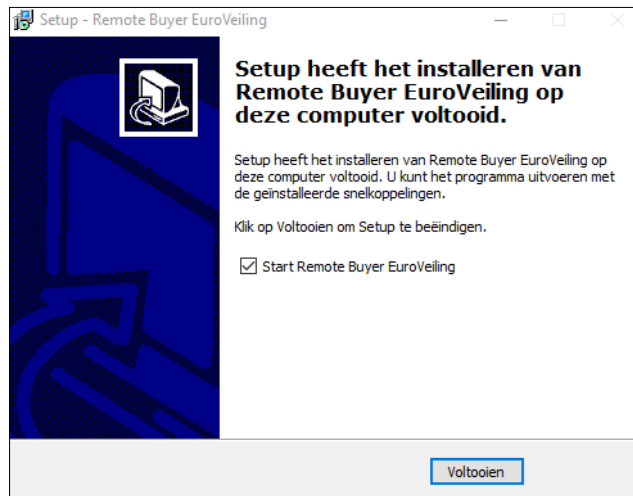 Setup - Remote Buyer EuroVeiling
Setup heeft het installeren van
Remote Buyer EuroVeiling op
deze computer voltooid.
Setup heeft het installeren van Remote Buyer EuroVeiling op
deze computer voltooid. U kunt het programma uitvoeren met
de geïnstalleerde snelkoppelingen.
Klik op Voltooien om Setup te beëindigen.
Start Remote Buyer EuroVeiling
Voltooien